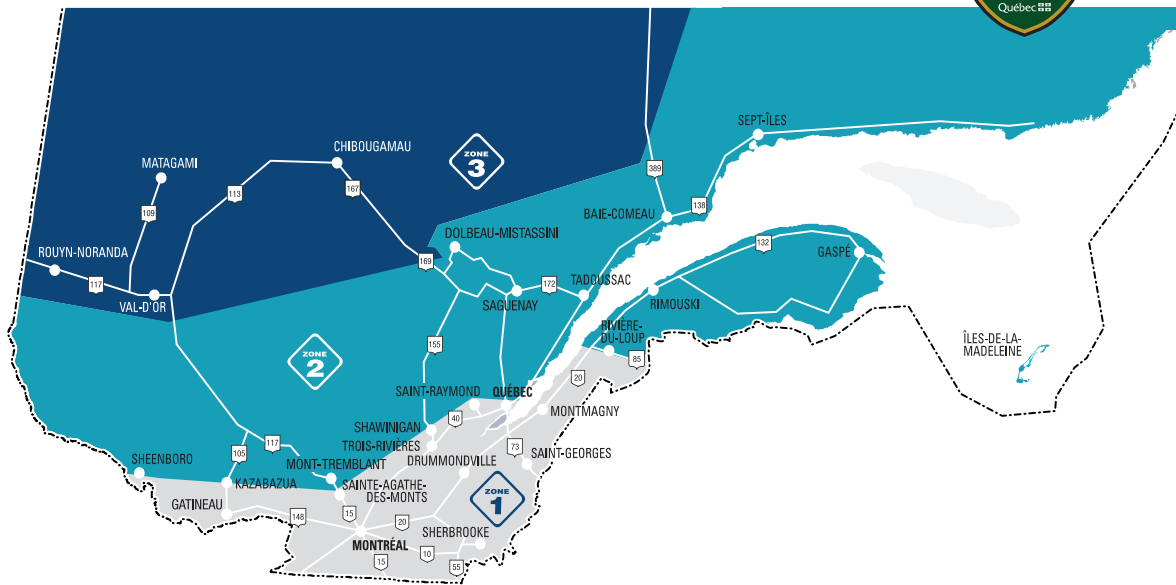 Québec
SEPT-ÎLES
CHIBOUGAMAU
MATAGAMI
ZONE
3
389
113
167
138
109
BAIE-COMEAU
DOLBEAU-MISTASSINI
132
ROUYN-NORANDA
GASPÉ
169
117
172
TADOUSSAC
VAL-D'OR
SAGUENAY
RIMOUSKI
RIVIÈRE-
DU-LOUP
155
ÎLES-DE-LA-
MADELEINE
ZONE
2
85
20
SAINT-RAYMOND
QUÉBEC
MONTMAGNY
40
SHAWINIGAN
TROIS-RIVIÈRES
117
73
105
SAINT-GEORGES
SHEENBORO
DRUMMONDVILLE
MONT-TREMBLANT
KAZABAZUA
SAINTE-AGATHE-
DES-MONTS
ZONE
1
GATINEAU
148
15
20
SHERBROOKE
MONTRÉAL
10
15
55